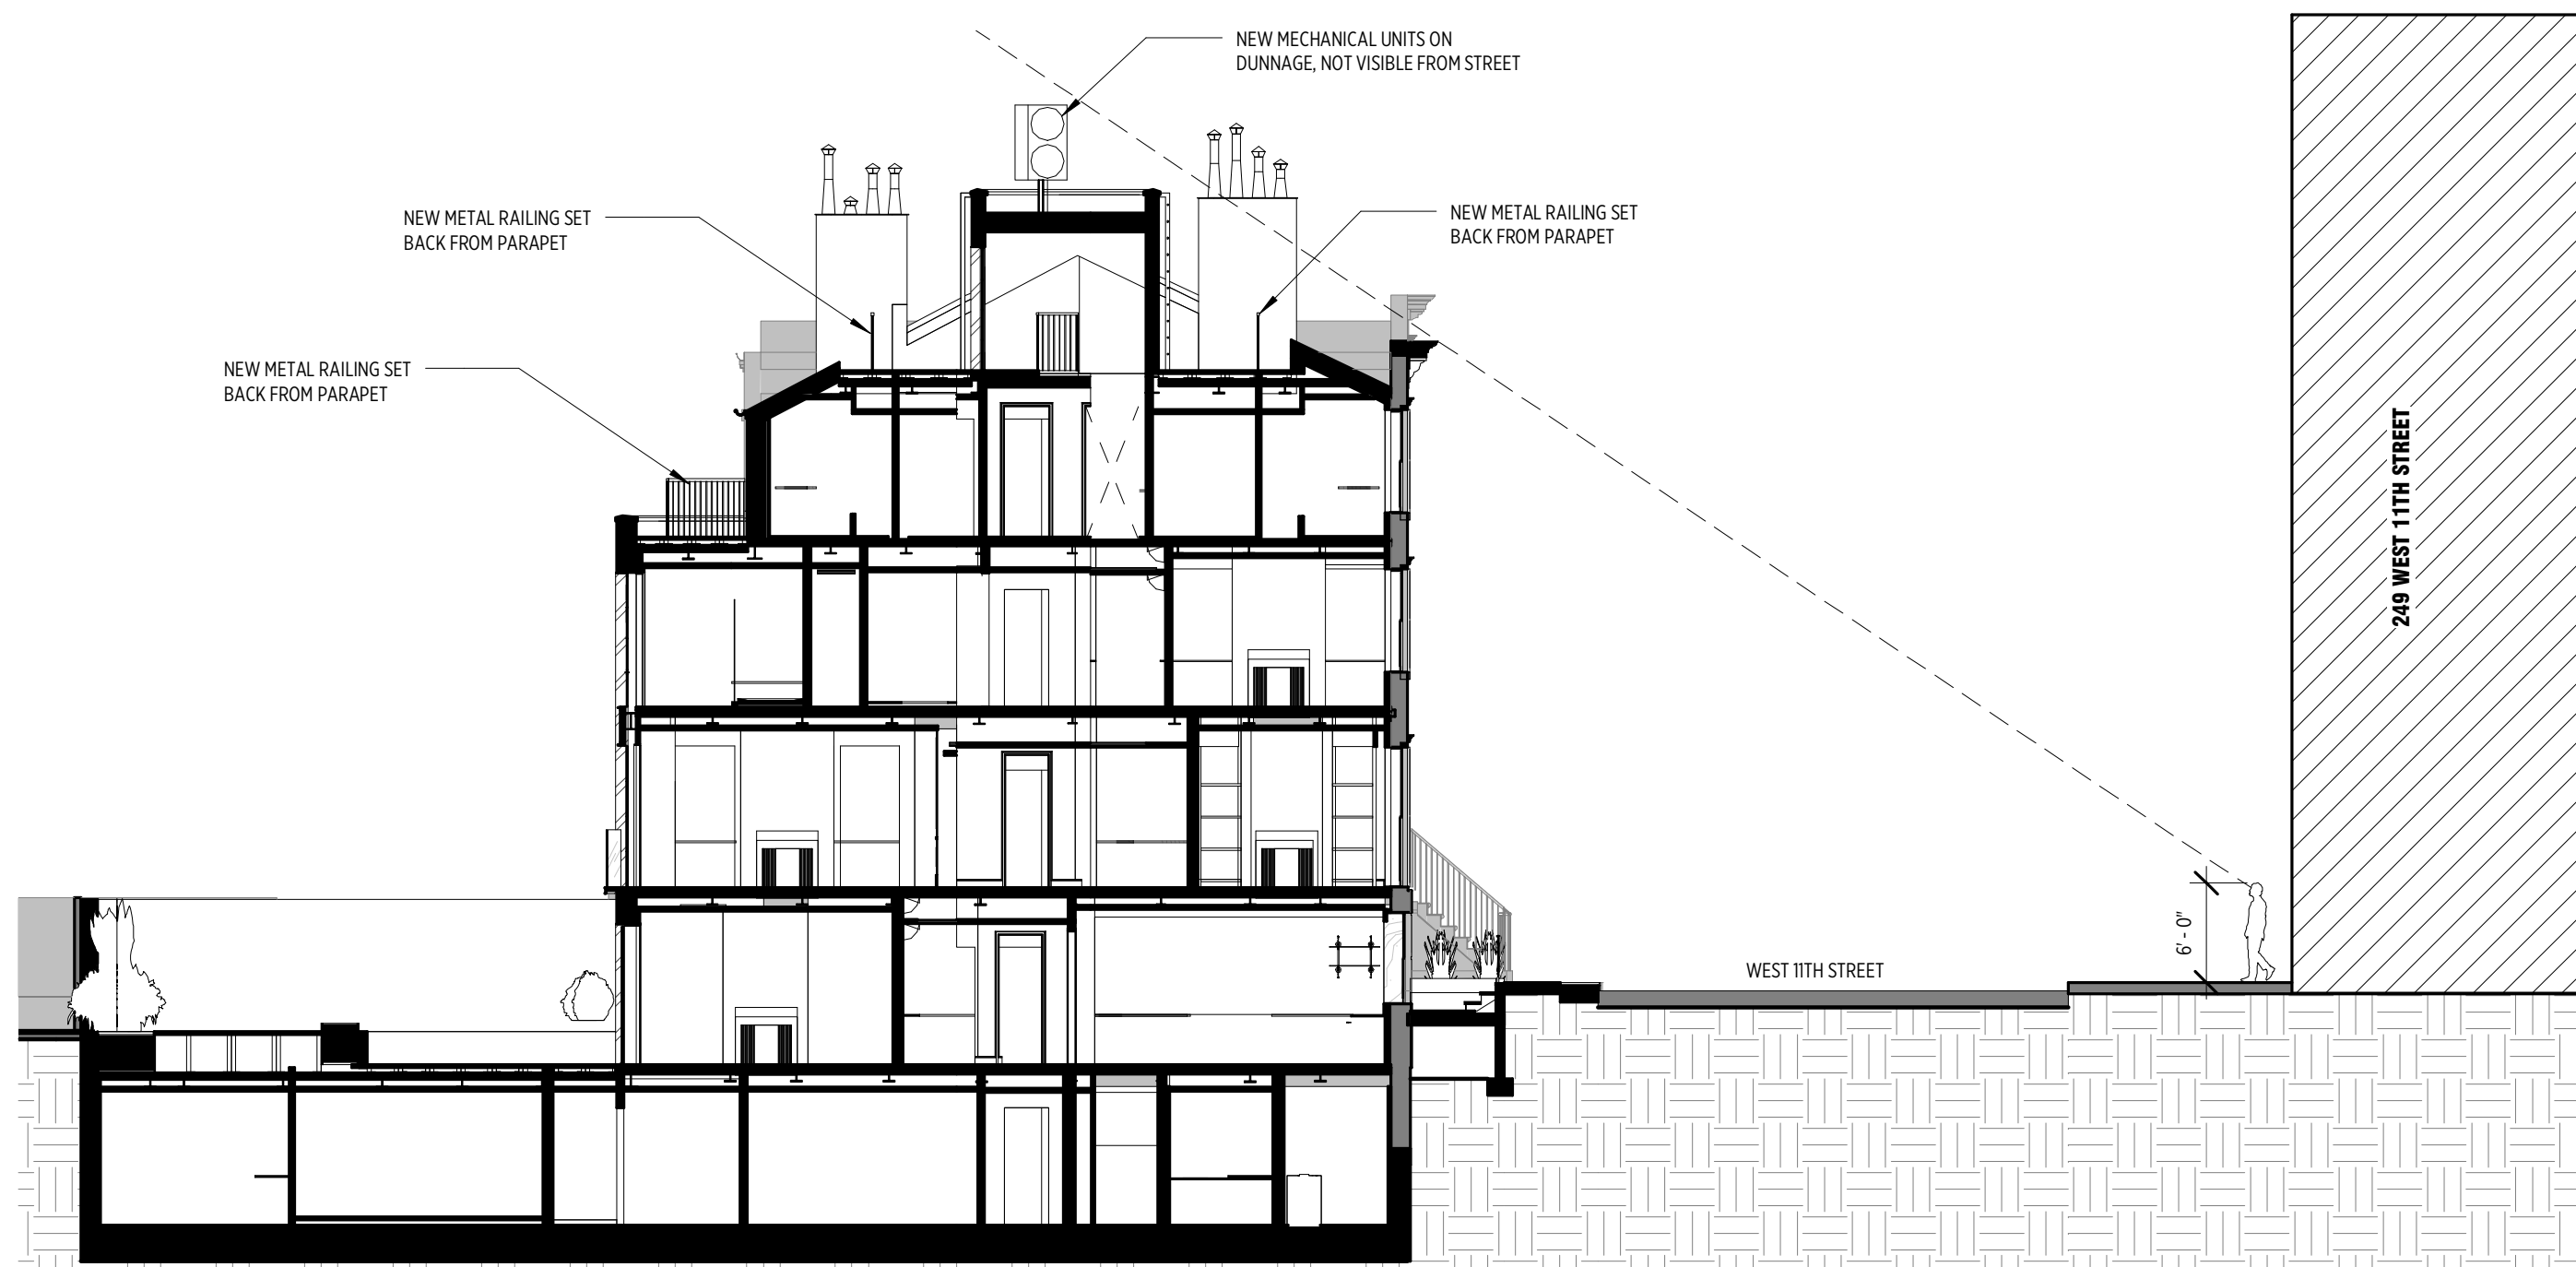 NEW MECHANICAL UNITS ON
DUNNAGE, NOT VISIBLE FROM STREET
NEW METAL RAILING SET
BACK FROM PARAPET
NEW METAL RAILING SET
BACK FROM PARAPET
NEW METAL RAILING SET
BACK FROM PARAPET
249 WEST 11TH STREET
6' - 0"
WEST 11TH STREET